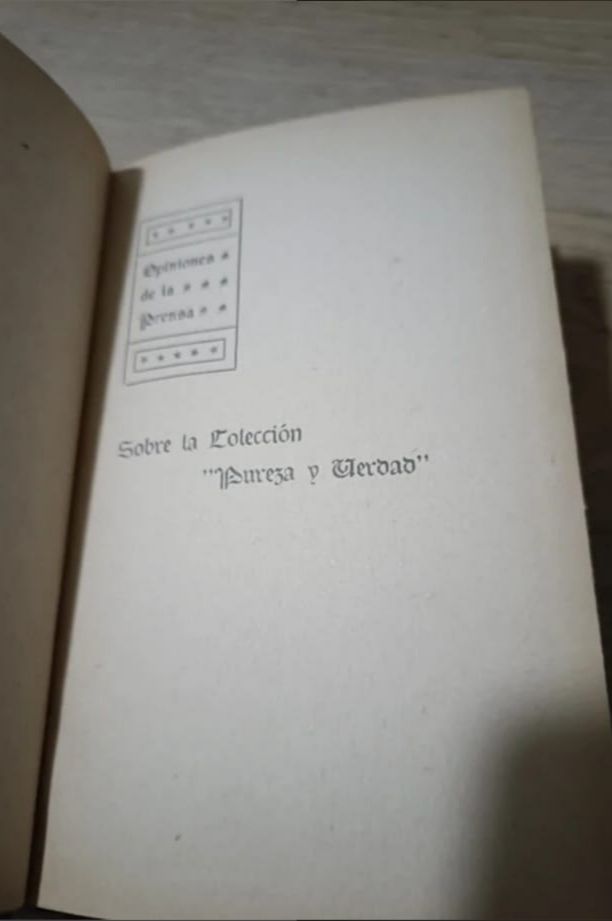 * * * * *
Opiniones *
de la * * *
Prensa * *
* * * * *
Sobre la Colección
"Pureza y Verdad"